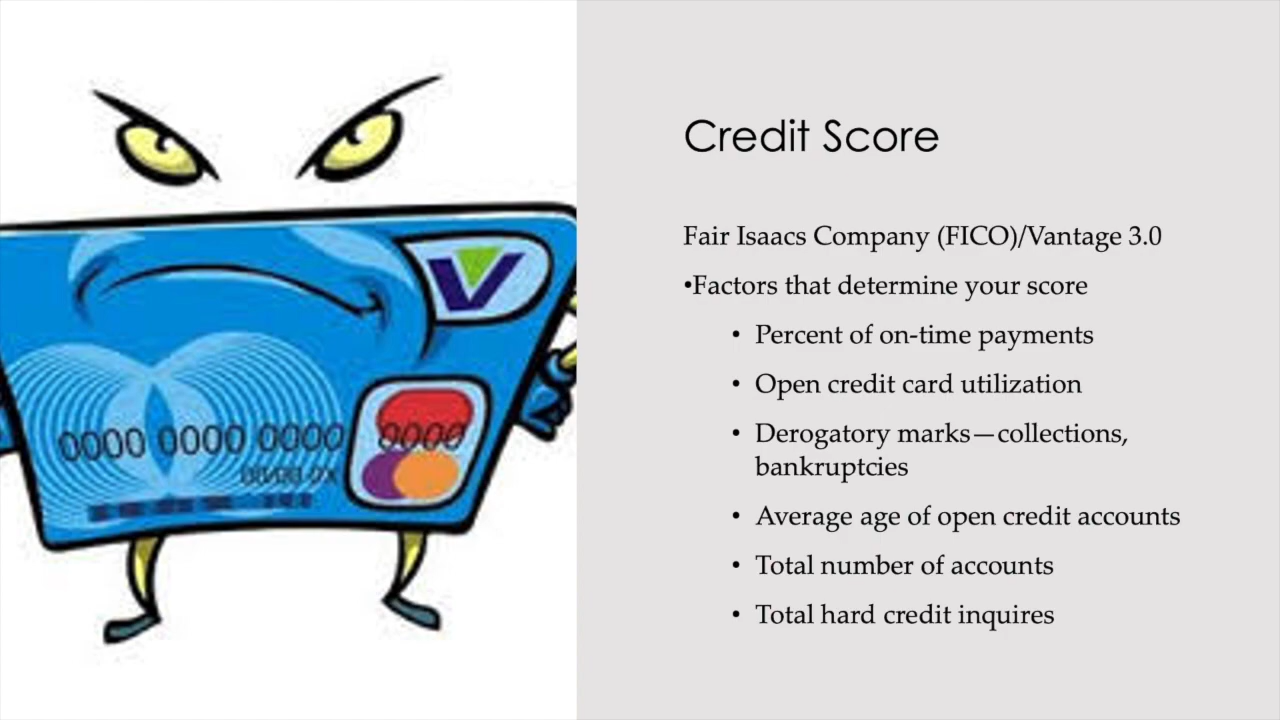 Credit Score
Fair Isaacs Company (FICO)/Vantage 3.0
•Factors that determine your score
• Percent of on-time payments
• Open credit card utilization
• Derogatory marks—collections,
bankruptcies
• Average age of open credit accounts
• Total number of accounts
• Total hard credit inquires
V
0000 0000 0000 0000